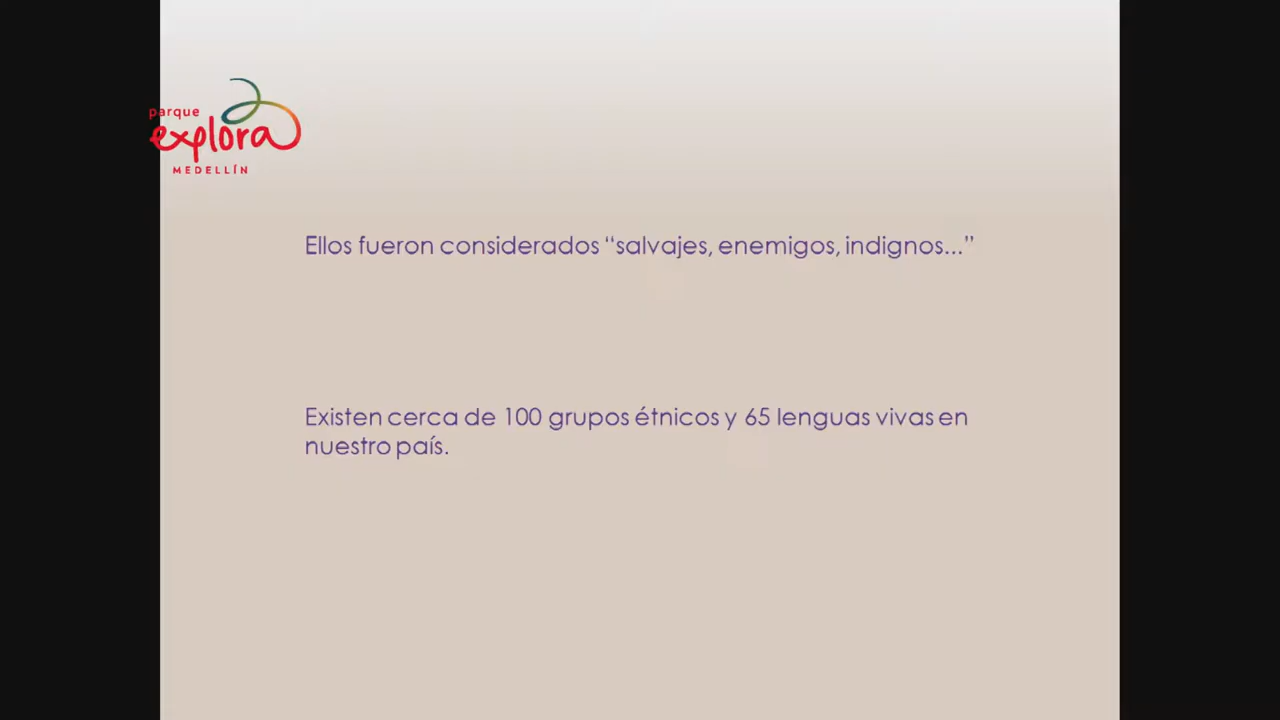 parque
explora
MEDELLÍN
Ellos fueron considerados “salvajes, enemigos, indignos...”
Existen cerca de 100 grupos étnicos y 65 lenguas vivas en
nuestro país.